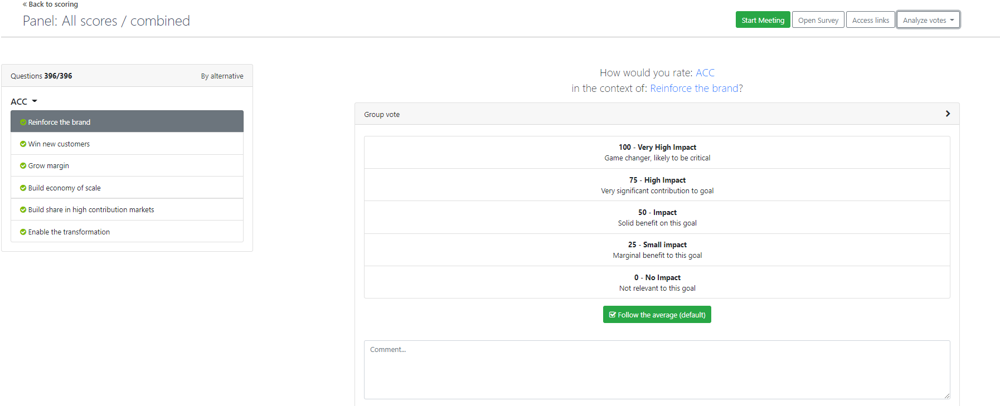 « Back to scoring
Panel: All scores / combined
Start Meeting
Open Survey
Access links
Analyze votes
Questions 396/396
By alternative
ACC
Reinforce the brand
Win new customers
Grow margin
Build economy of scale
Build share in high contribution markets
Enable the transformation
How would you rate: ACC
in the context of: Reinforce the brand?
Group vote
100 - Very High Impact
Game changer, likely to be critical
75 - High Impact
Very significant contribution to goal
50 - Impact
Solid benefit on this goal
25 - Small impact
Marginal benefit to this goal
0 - No Impact
Not relevant to this goal
Follow the average (default)
Comment...